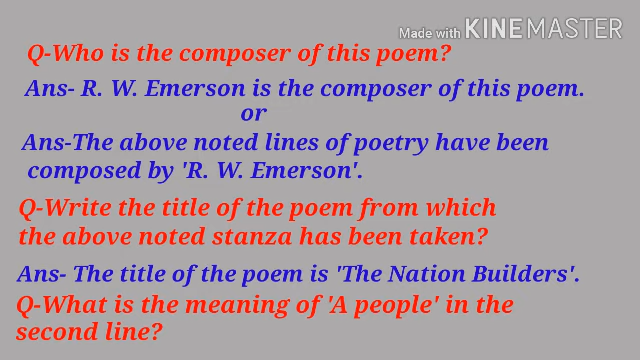 Made with KINEMASTER
Q-Who is the composer of this poem?
Ans- R. W. Emerson is the composer of this poem.
or
Ans-The above noted lines of poetry have been
composed by 'R. W. Emerson'.
Q-Write the title of the poem from which
the above noted stanza has been taken?
Ans- The title of the poem is 'The Nation Builders'.
Q-What is the meaning of 'A people' in the
second line?